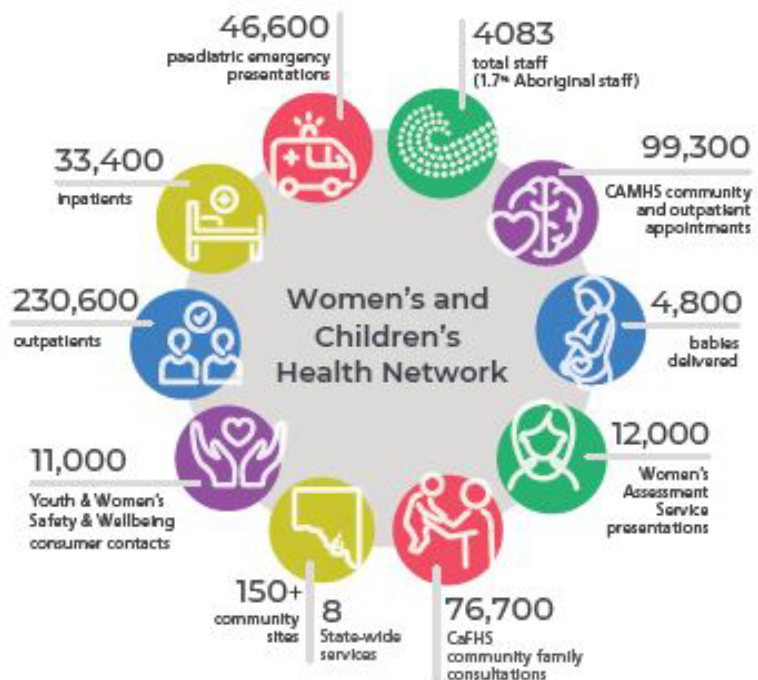 46,600
paediatric emergency
presentations
4083
total staff
(1.7% Aboriginal staff)
99,300
CAMHS community
and outpatient
appointments
4,800
babies
delivered
12,000
Women's
Assessment
Service
presentations
76,700
CaFHS
community family
consultations
8
State-wide
services
150+
community
sites
11,000
Youth & Women's
Safety & Wellbeing
consumer contacts
230,600
outpatients
33,400
Inpatients
Women's and
Children's
Health Network